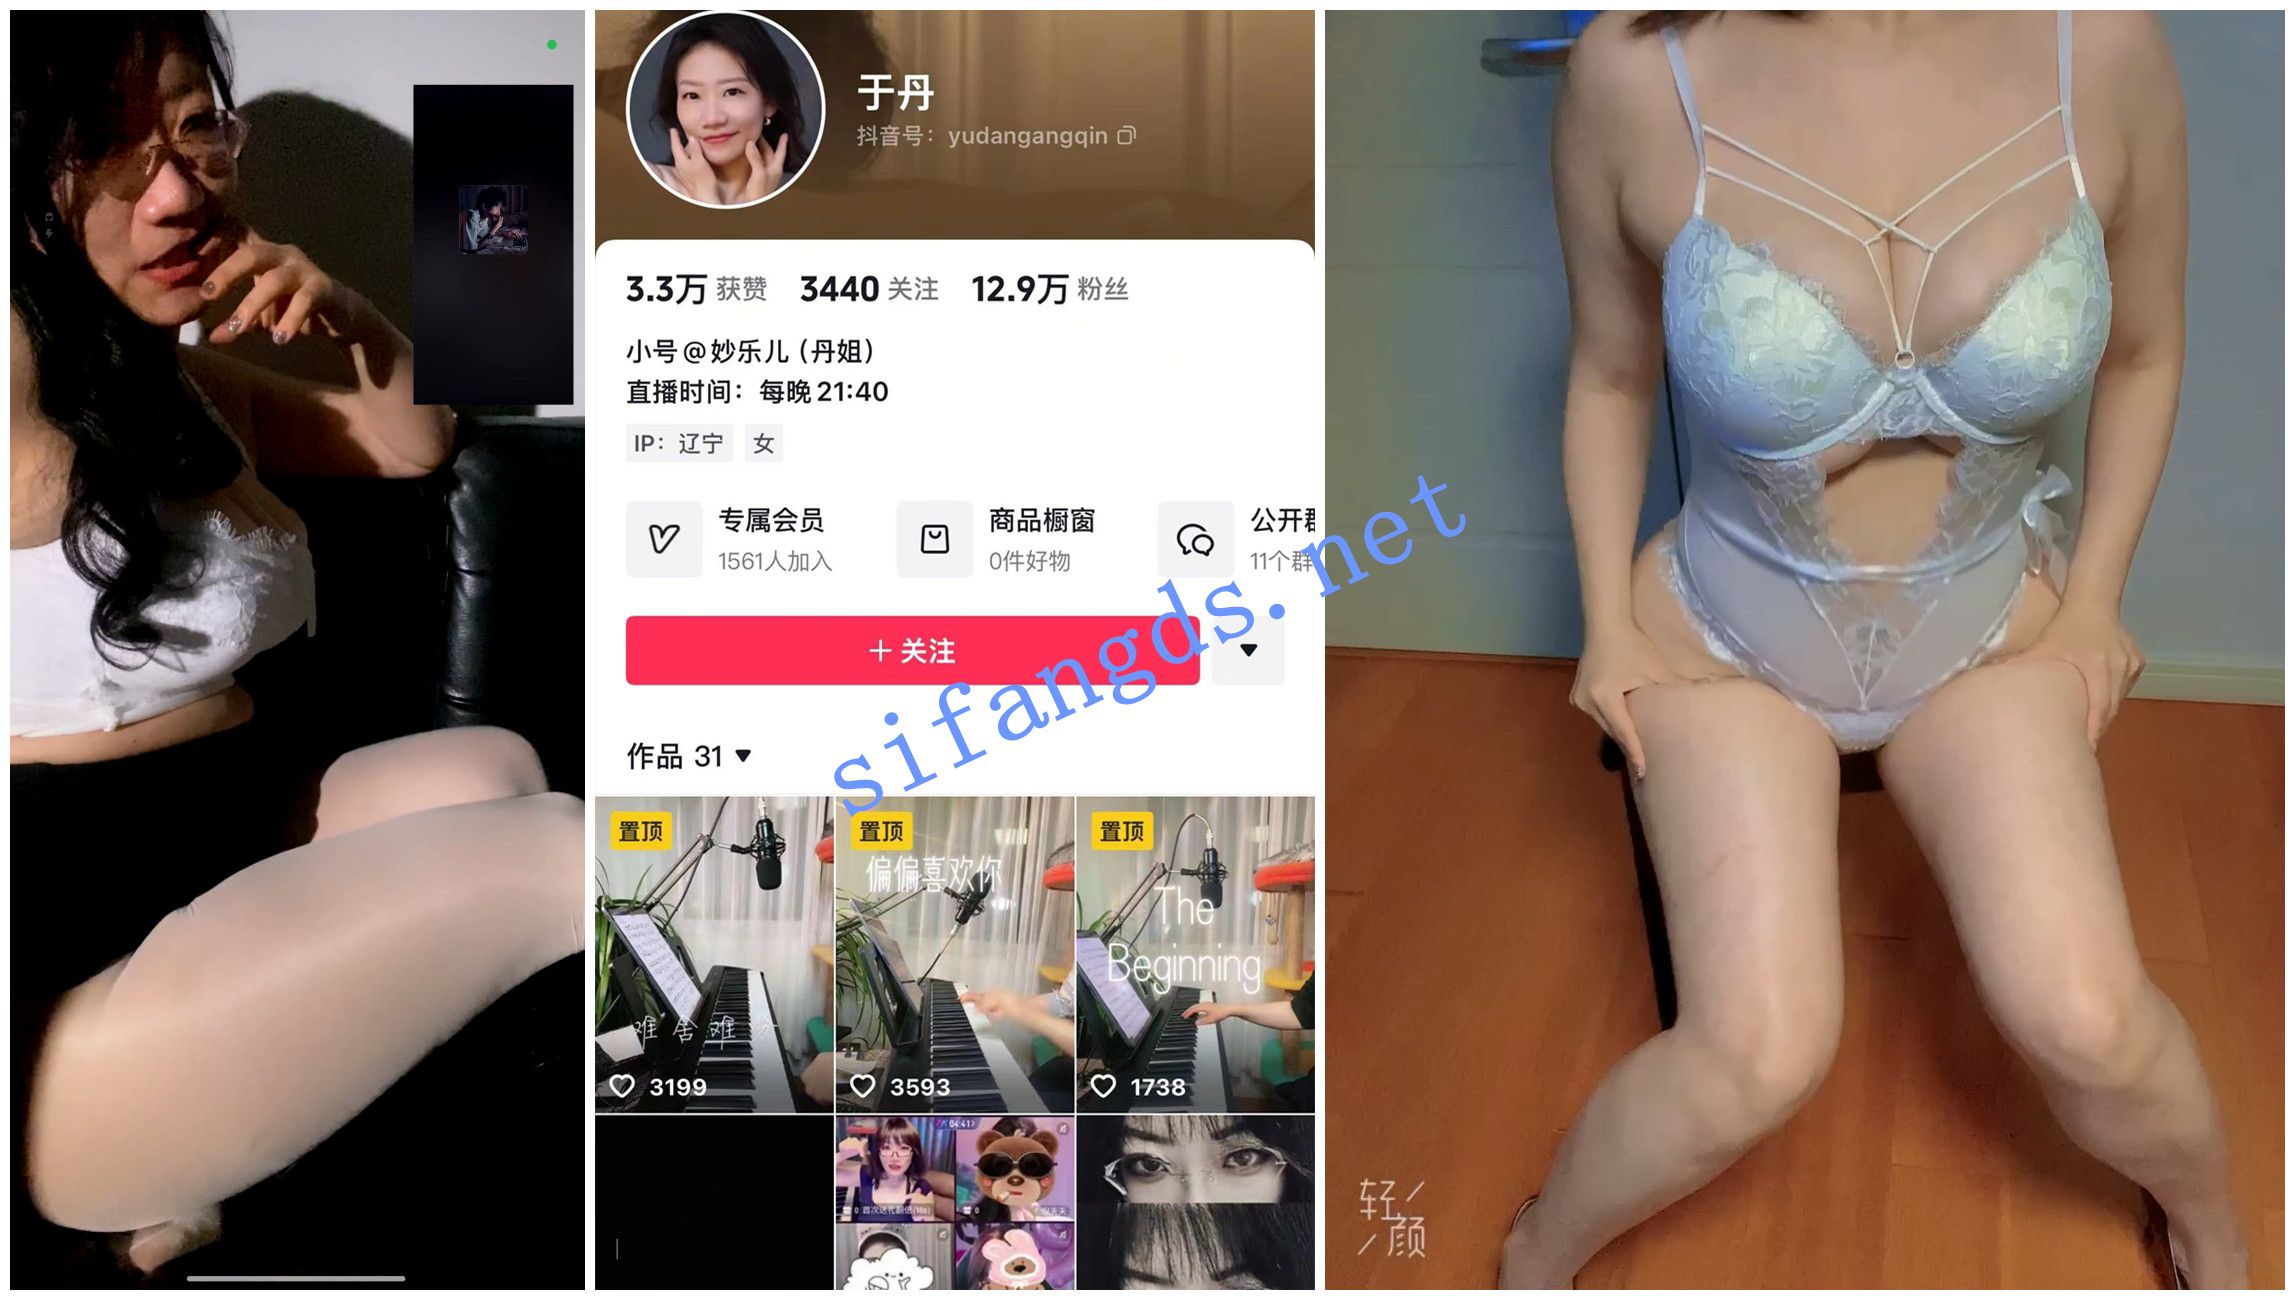 于丹
抖音号：yudangangqin
3.3万 获赞 3440 关注 12.9万 粉丝
小号@妙乐儿（丹姐）
直播时间：每晚21:40
IP：辽宁 女
专属会员 商品橱窗 公开群
1561人加入 0件好物 11个群
＋关注
sifangds.net
作品 31
置顶 置顶 置顶
偏偏喜欢你
The
Beginning
难舍难分
3199 3593 1738
04:41
轻颜